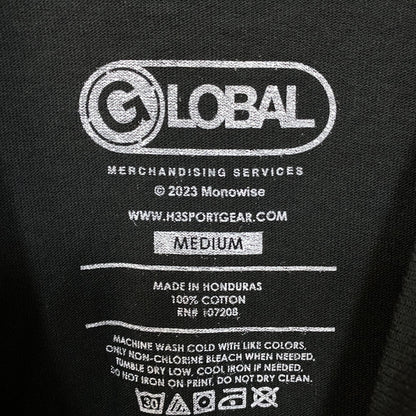 GLOBAL
MERCHANDISING SERVICES
© 2023 Monowise
WWW.H3SPORTGEAR.COM
MEDIUM
MADE IN HONDURAS
100% COTTON
RN# 107208
MACHINE WASH COLD WITH LIKE COLORS,
ONLY NON-CHLORINE BLEACH WHEN NEEDED,
TUMBLE DRY LOW, COOL IRON IF NEEDED,
DO NOT IRON ON PRINT, DO NOT DRY CLEAN.
30